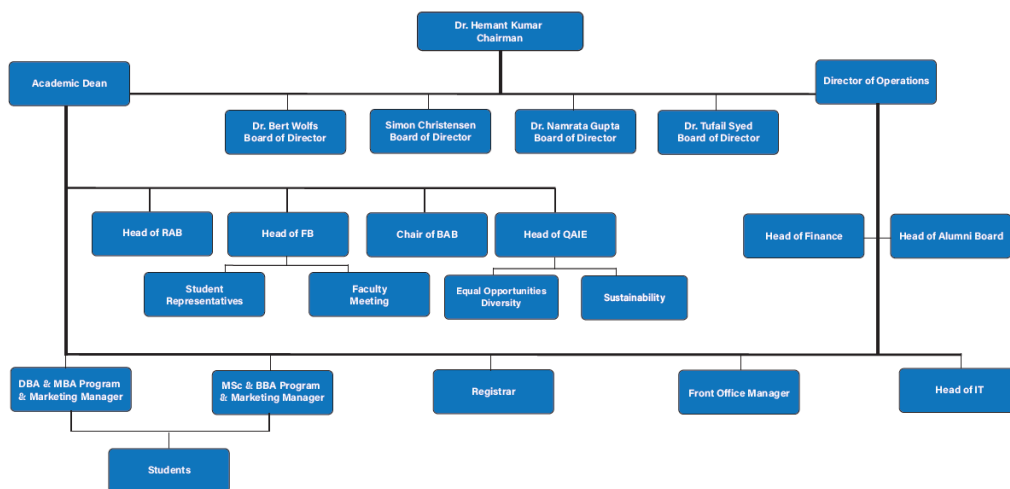 Dr. Hemant Kumar
Chairman
Academic Dean
Director of Operations
Dr. Bert Wolfs
Board of Director
Simon Christensen
Board of Director
Dr. Namrata Gupta
Board of Director
Dr. Tufail Syed
Board of Director
Head of RAB
Head of FB
Chair of BAB
Head of QAIE
Head of Finance
Head of Alumni Board
Student
Representatives
Faculty
Meeting
Equal Opportunities
Diversity
Sustainability
DBA & MBA Program
& Marketing Manager
MSc & BBA Program
& Marketing Manager
Registrar
Front Office Manager
Head of IT
Students